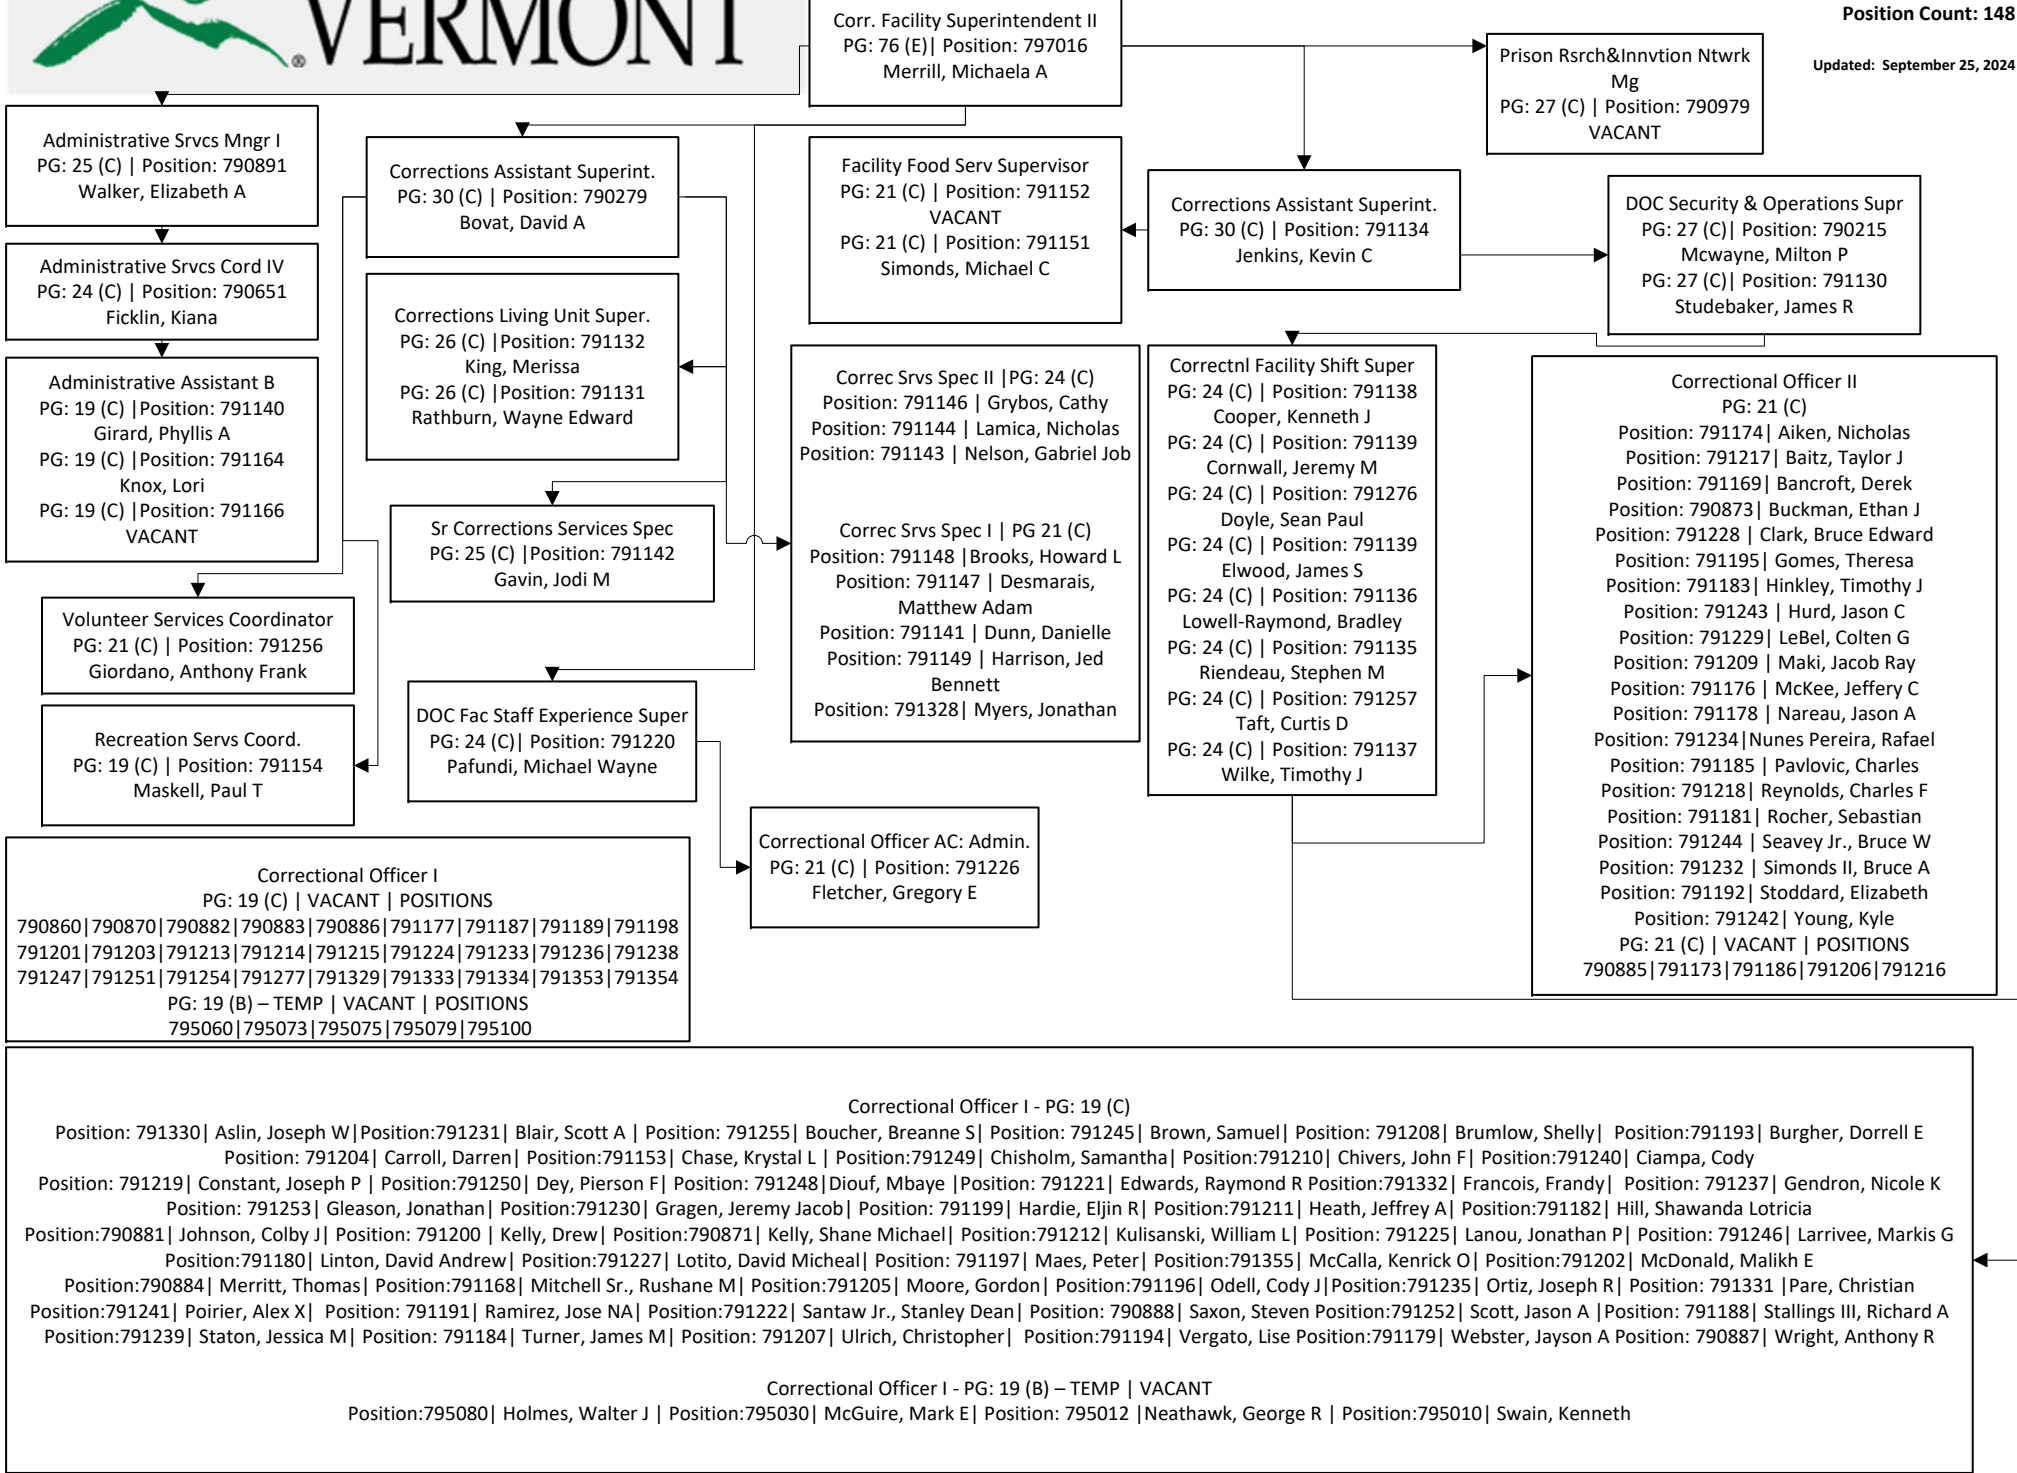 VERMONT
®
Position Count: 148
Updated: September 25, 2024
Corr. Facility Superintendent II
PG: 76 (E)| Position: 797016
Merrill, Michaela A
Prison Rsrch&Innvtion Ntwrk
Mg
PG: 27 (C) | Position: 790979
VACANT
Administrative Srvcs Mngr I
PG: 25 (C) | Position: 790891
Walker, Elizabeth A
Corrections Assistant Superint.
PG: 30 (C) | Position: 790279
Bovat, David A
Facility Food Serv Supervisor
PG: 21 (C) | Position: 791152
VACANT
PG: 21 (C) | Position: 791151
Simonds, Michael C
Corrections Assistant Superint.
PG: 30 (C) | Position: 791134
Jenkins, Kevin C
DOC Security & Operations Supr
PG: 27 (C)| Position: 790215
Mcwayne, Milton P
PG: 27 (C)| Position: 791130
Studebaker, James R
Administrative Srvcs Cord IV
PG: 24 (C) | Position: 790651
Ficklin, Kiana
Corrections Living Unit Super.
PG: 26 (C) |Position: 791132
King, Merissa
PG: 26 (C) |Position: 791131
Rathburn, Wayne Edward
Administrative Assistant B
PG: 19 (C) |Position: 791140
Girard, Phyllis A
PG: 19 (C) |Position: 791164
Knox, Lori
PG: 19 (C) |Position: 791166
VACANT
Correc Srvs Spec II |PG: 24 (C)
Position: 791146 | Grybos, Cathy
Position: 791144 | Lamica, Nicholas
Position: 791143 | Nelson, Gabriel Job
Correc Srvs Spec I | PG 21 (C)
Position: 791148 |Brooks, Howard L
Position: 791147 | Desmarais,
Matthew Adam
Position: 791141 | Dunn, Danielle
Position: 791149 | Harrison, Jed
Bennett
Position: 791328| Myers, Jonathan
Correctnl Facility Shift Super
PG: 24 (C) | Position: 791138
Cooper, Kenneth J
PG: 24 (C) | Position: 791139
Cornwall, Jeremy M
PG: 24 (C) | Position: 791276
Doyle, Sean Paul
PG: 24 (C) | Position: 791139
Elwood, James S
PG: 24 (C) | Position: 791136
Lowell-Raymond, Bradley
PG: 24 (C) | Position: 791135
Riendeau, Stephen M
PG: 24 (C) | Position: 791257
Taft, Curtis D
PG: 24 (C) | Position: 791137
Wilke, Timothy J
Correctional Officer II
PG: 21 (C)
Position: 791174| Aiken, Nicholas
Position: 791217| Baitz, Taylor J
Position: 791169| Bancroft, Derek
Position: 790873| Buckman, Ethan J
Position: 791228 | Clark, Bruce Edward
Position: 791195| Gomes, Theresa
Position: 791183| Hinkley, Timothy J
Position: 791243 | Hurd, Jason C
Position: 791229| LeBel, Colten G
Position: 791209 | Maki, Jacob Ray
Position: 791176 | McKee, Jeffery C
Position: 791178 | Nareau, Jason A
Position: 791234|Nunes Pereira, Rafael
Position: 791185 | Pavlovic, Charles
Position: 791218| Reynolds, Charles F
Position: 791181| Rocher, Sebastian
Position: 791244 | Seavey Jr., Bruce W
Position: 791232 | Simonds II, Bruce A
Position: 791192| Stoddard, Elizabeth
Position: 791242| Young, Kyle
PG: 21 (C) | VACANT | POSITIONS
790885|791173|791186|791206|791216
Sr Corrections Services Spec
PG: 25 (C) |Position: 791142
Gavin, Jodi M
Volunteer Services Coordinator
PG: 21 (C) | Position: 791256
Giordano, Anthony Frank
Recreation Servs Coord.
PG: 19 (C) | Position: 791154
Maskell, Paul T
DOC Fac Staff Experience Super
PG: 24 (C)| Position: 791220
Pafundi, Michael Wayne
Correctional Officer AC: Admin.
PG: 21 (C) | Position: 791226
Fletcher, Gregory E
Correctional Officer I
PG: 19 (C) | VACANT | POSITIONS
790860|790870|790882|790883|790886|791177|791187|791189|791198
791201|791203|791213|791214|791215|791224|791233|791236|791238
791247|791251|791254|791277|791329|791333|791334|791353|791354
PG: 19 (B) – TEMP | VACANT | POSITIONS
795060|795073|795075|795079|795100
Correctional Officer I - PG: 19 (C)
Position: 791330| Aslin, Joseph W|Position:791231| Blair, Scott A | Position: 791255| Boucher, Breanne S| Position: 791245| Brown, Samuel| Position: 791208| Brumlow, Shelly| Position:791193| Burgher, Dorrell E
Position: 791204| Carroll, Darren| Position:791153| Chase, Krystal L | Position:791249| Chisholm, Samantha| Position:791210| Chivers, John F| Position:791240| Ciampa, Cody
Position: 791219| Constant, Joseph P | Position:791250| Dey, Pierson F| Position: 791248|Diouf, Mbaye |Position: 791221| Edwards, Raymond R Position:791332| Francois, Frandy| Position: 791237| Gendron, Nicole K
Position: 791253| Gleason, Jonathan| Position:791230| Gragen, Jeremy Jacob| Position: 791199| Hardie, Eljin R| Position:791211| Heath, Jeffrey A| Position:791182| Hill, Shawanda Lotricia
Position:790881| Johnson, Colby J| Position: 791200 | Kelly, Drew| Position:790871| Kelly, Shane Michael| Position:791212| Kulisanski, William L| Position: 791225| Lanou, Jonathan P| Position: 791246| Larrivee, Markis G
Position:791180| Linton, David Andrew| Position:791227| Lotito, David Micheal| Position: 791197| Maes, Peter| Position:791355| McCalla, Kenrick O| Position:791202| McDonald, Malikh E
Position:790884| Merritt, Thomas| Position:791168| Mitchell Sr., Rushane M| Position:791205| Moore, Gordon| Position:791196| Odell, Cody J|Position:791235| Ortiz, Joseph R| Position: 791331 |Pare, Christian
Position:791241| Poirier, Alex X| Position: 791191| Ramirez, Jose NA| Position:791222| Santaw Jr., Stanley Dean| Position: 790888| Saxon, Steven Position:791252| Scott, Jason A |Position: 791188| Stallings III, Richard A
Position:791239| Staton, Jessica M| Position: 791184| Turner, James M| Position: 791207| Ulrich, Christopher| Position:791194| Vergato, Lise Position:791179| Webster, Jayson A Position: 790887| Wright, Anthony R
Correctional Officer I - PG: 19 (B) – TEMP | VACANT
Position:795080| Holmes, Walter J | Position:795030| McGuire, Mark E| Position: 795012 |Neathawk, George R | Position:795010| Swain, Kenneth